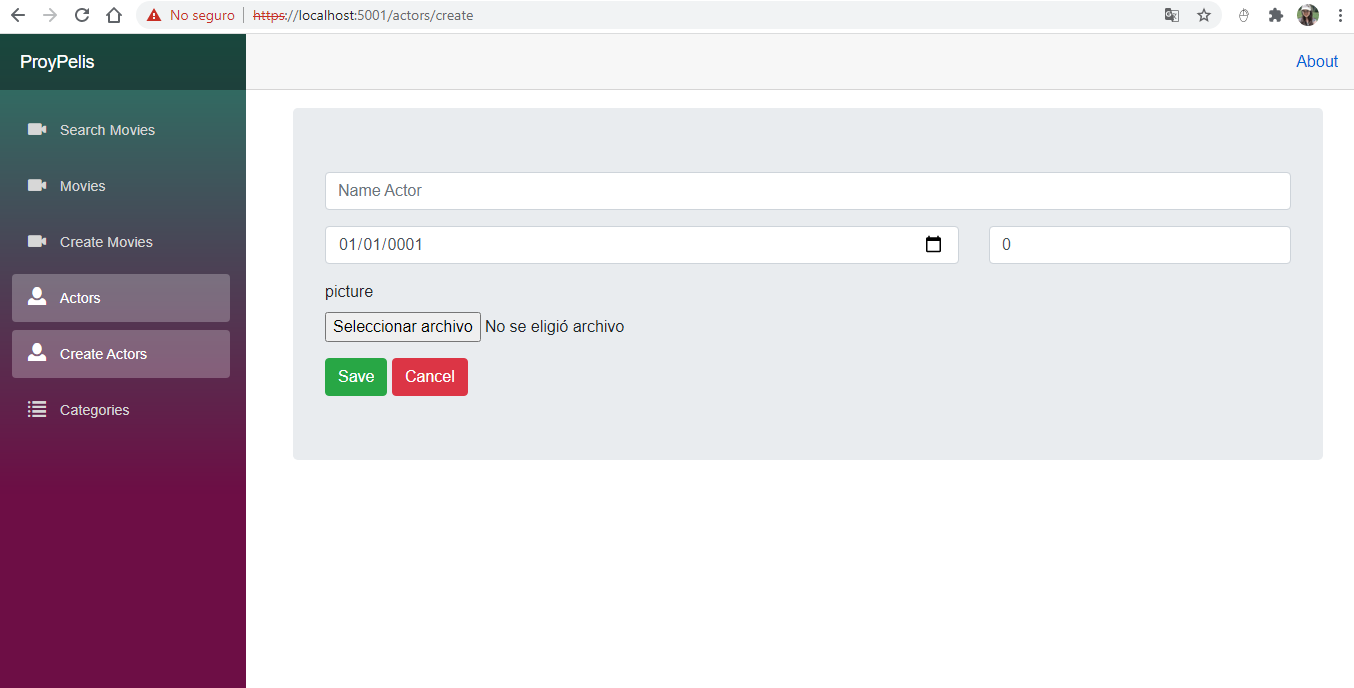 No seguro https://localhost:5001/actors/create
ProyPelis
About
Search Movies
Movies
Create Movies
Actors
Create Actors
Categories
Name Actor
01/01/0001
0
picture
Seleccionar archivo No se eligió archivo
Save Cancel